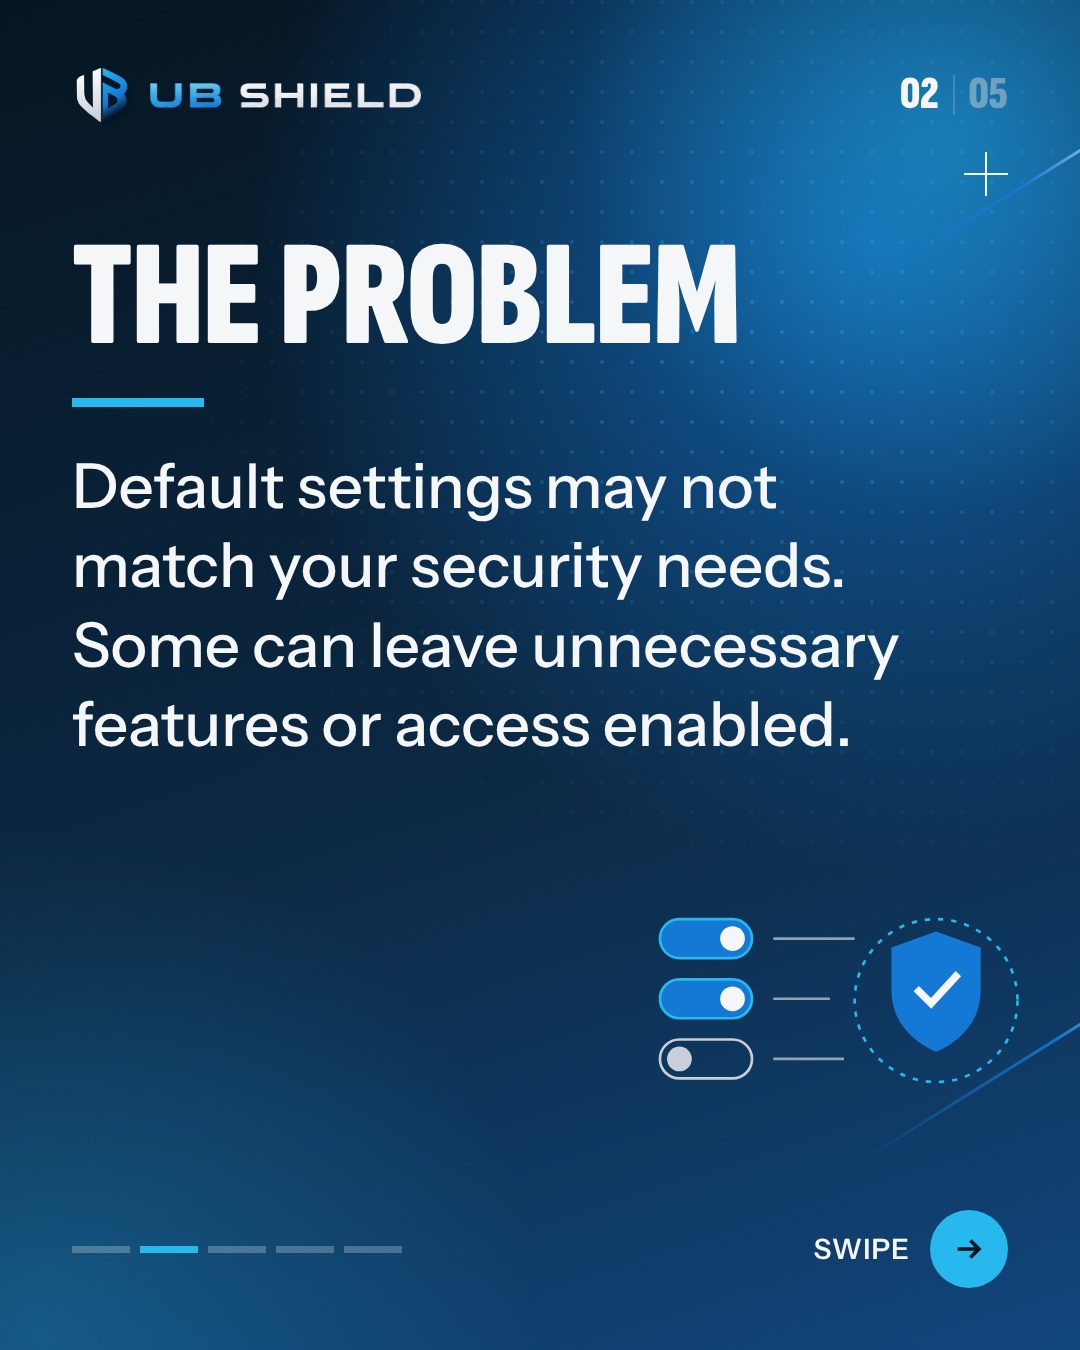 UB SHIELD
02 | 05
THE PROBLEM
Default settings may not
match your security needs.
Some can leave unnecessary
features or access enabled.
SWIPE